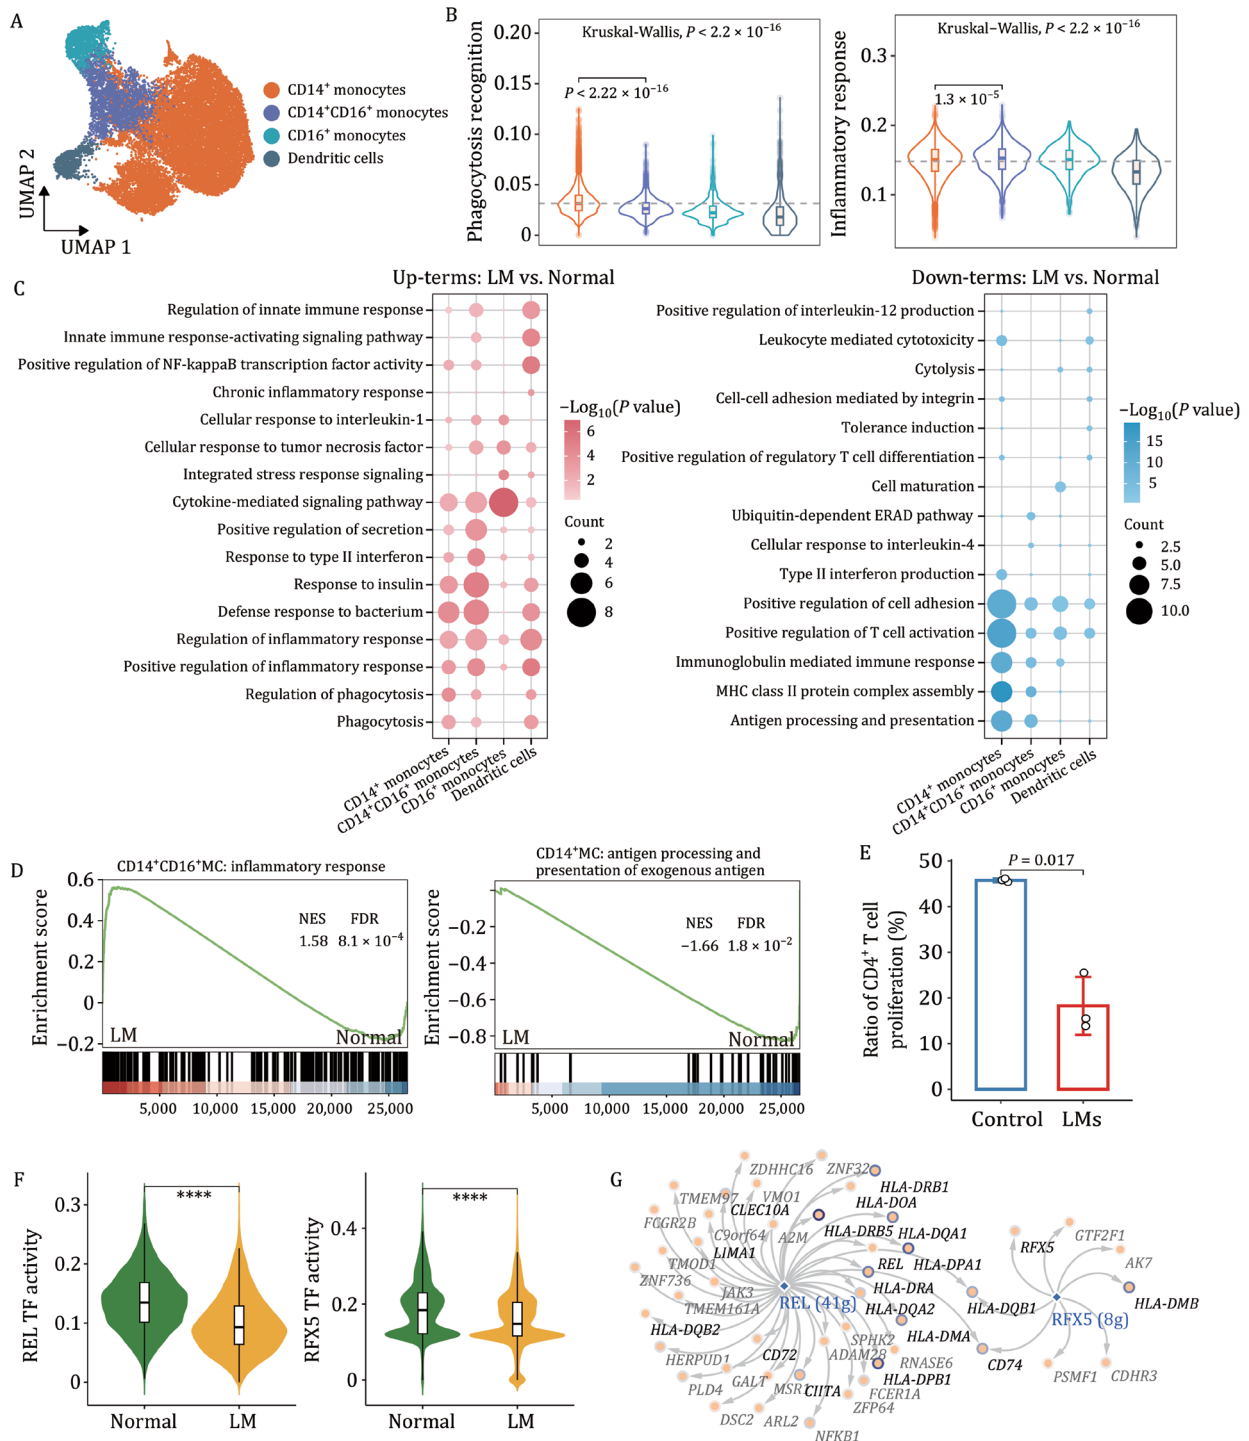 A
CD14⁺ monocytes
CD14⁺CD16⁺ monocytes
CD16⁺ monocytes
Dendritic cells
UMAP 2
UMAP 1
B
Phagocytosis recognition
0.20
0.15
0.10
0.05
0
Kruskal-Wallis, P < 2.2 × 10⁻¹⁶
P < 2.22 × 10⁻¹⁶
Inflammatory response
0.3
0.2
0.1
Kruskal–Wallis, P < 2.2 × 10⁻¹⁶
1.3 × 10⁻⁵
C
Up-terms: LM vs. Normal
Regulation of innate immune response
Innate immune response-activating signaling pathway
Positive regulation of NF-kappaB transcription factor activity
Chronic inflammatory response
Cellular response to interleukin-1
Cellular response to tumor necrosis factor
Integrated stress response signaling
Cytokine-mediated signaling pathway
Positive regulation of secretion
Response to type II interferon
Response to insulin
Defense response to bacterium
Regulation of inflammatory response
Positive regulation of inflammatory response
Regulation of phagocytosis
Phagocytosis
CD14⁺ monocytes
CD14⁺CD16⁺ monocytes
CD16⁺ monocytes
Dendritic cells
−Log₁₀(P value)
6
4
2
Count
2
4
6
8
Down-terms: LM vs. Normal
Positive regulation of interleukin-12 production
Leukocyte mediated cytotoxicity
Cytolysis
Cell-cell adhesion mediated by integrin
Tolerance induction
Positive regulation of regulatory T cell differentiation
Cell maturation
Ubiquitin-dependent ERAD pathway
Cellular response to interleukin-4
Type II interferon production
Positive regulation of cell adhesion
Positive regulation of T cell activation
Immunoglobulin mediated immune response
MHC class II protein complex assembly
Antigen processing and presentation
CD14⁺ monocytes
CD14⁺CD16⁺ monocytes
CD16⁺ monocytes
Dendritic cells
−Log₁₀(P value)
15
10
5
Count
2.5
5.0
7.5
10.0
D
CD14⁺CD16⁺MC: inflammatory response
Enrichment score
0.6
0.4
0.2
0
−0.2
NES FDR
1.58 8.1 × 10⁻⁴
LM
Normal
5,000 10,000 15,000 20,000 25,000
CD14⁺MC: antigen processing and
presentation of exogenous antigen
Enrichment score
−0.2
−0.4
−0.6
−0.8
NES FDR
−1.66 1.8 × 10⁻²
LM
Normal
5,000 10,000 15,000 20,000 25,000
E
Ratio of CD4⁺ T cell
proliferation (%)
50
40
30
20
10
0
P = 0.017
Control
LMs
F
REL TF activity
0.3
0.2
0.1
0
****
Normal
LM
RFX5 TF activity
0.4
0.2
0
****
Normal
LM
G
ZDHHC16
ZNF32
HLA-DRB1
TMEM97
VMO1
CLEC10A
HLA-DOA
FCGR2B
C9orf64
A2M
HLA-DRB5
HLA-DQA1
LIMA1
TMOD1
REL
HLA-DPA1
ZNF736
JAK3
HLA-DRA
TMEM161A
REL (41g)
HLA-DQA2
HLA-DQB1
HLA-DQB2
SPHK2
HLA-DMA
HERPUD1
CD72
ADAM28
RNASE6
CD74
PLD4
GALT
MSR1
CIITA
HLA-DPB1
FCER1A
DSC2
ARL2
ZFP64
NFKB1
RFX5
GTF2F1
AK7
HLA-DMB
RFX5 (8g)
PSMF1
CDHR3